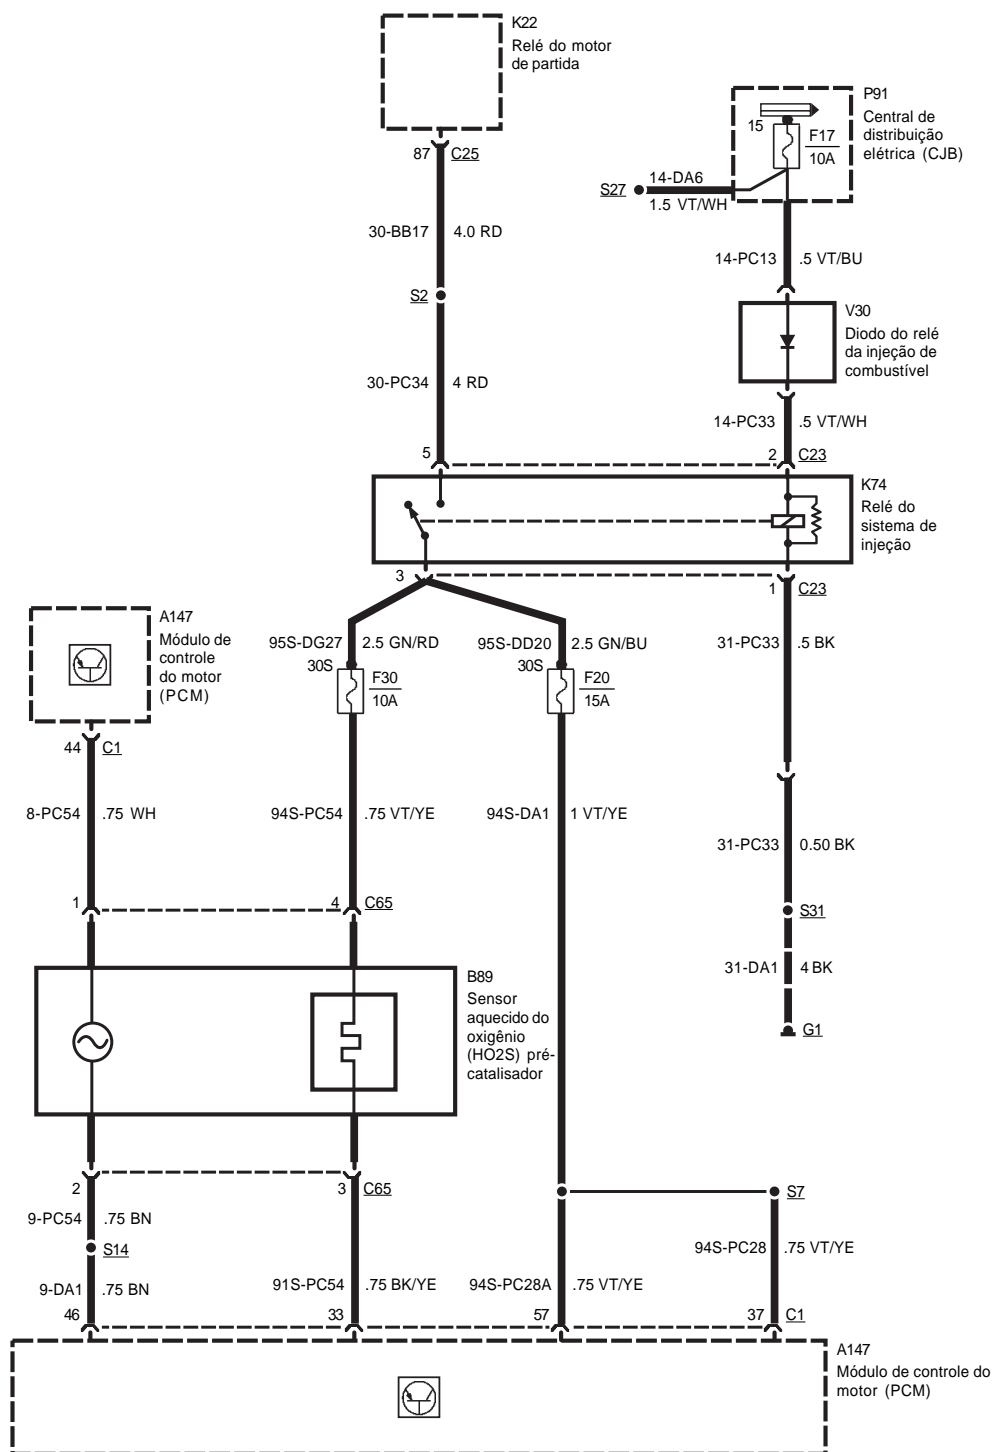 K22
Relé do motor
de partida
87 C25
30-BB17 4.0 RD
S2
30-PC34 4 RD
5
P91
Central de
distribuição
elétrica (CJB)
15
F17
10A
S27
14-DA6
1.5 VT/WH
14-PC13 .5 VT/BU
V30
Diodo do relé
da injeção de
combustível
14-PC33 .5 VT/WH
2 C23
K74
Relé do
sistema de
injeção
3
1 C23
A147
Módulo de
controle
do motor
(PCM)
44 C1
95S-DG27 2.5 GN/RD
30S
F30
10A
95S-DD20 2.5 GN/BU
30S
F20
15A
31-PC33 .5 BK
8-PC54 .75 WH
94S-PC54 .75 VT/YE
94S-DA1 1 VT/YE
31-PC33 0.50 BK
1
4 C65
S31
31-DA1 4 BK
G1
B89
Sensor
aquecido do
oxigênio
(HO2S) pré-
catalisador
2
3 C65
9-PC54 .75 BN
S14
9-DA1 .75 BN
46
91S-PC54 .75 BK/YE
33
94S-PC28A .75 VT/YE
57
S7
94S-PC28 .75 VT/YE
37 C1
A147
Módulo de controle do
motor (PCM)